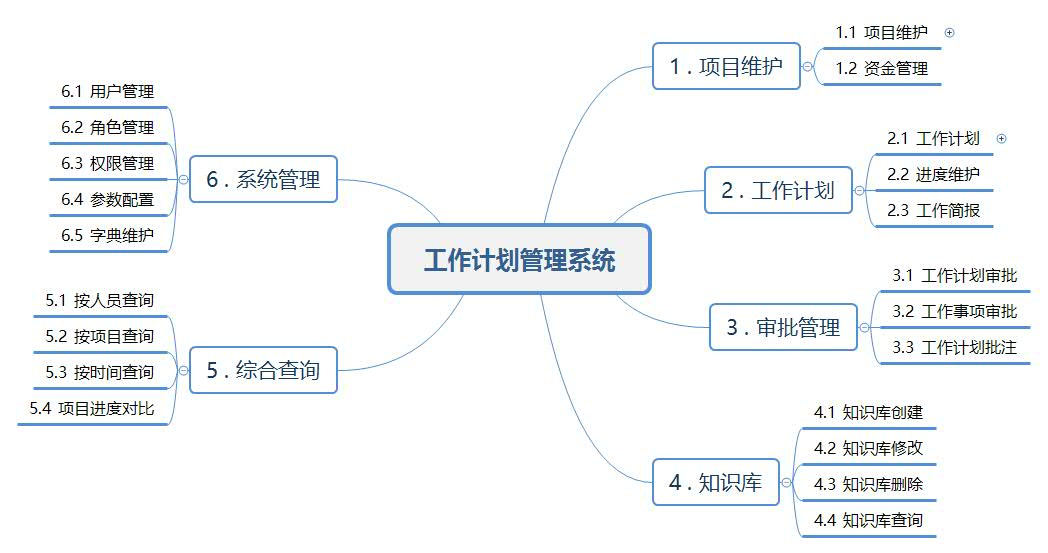 工作计划管理系统
1 . 项目维护
1.1 项目维护
1.2 资金管理
2 . 工作计划
2.1 工作计划
2.2 进度维护
2.3 工作简报
3 . 审批管理
3.1 工作计划审批
3.2 工作事项审批
3.3 工作计划批注
4 . 知识库
4.1 知识库创建
4.2 知识库修改
4.3 知识库删除
4.4 知识库查询
5 . 综合查询
5.1 按人员查询
5.2 按项目查询
5.3 按时间查询
5.4 项目进度对比
6 . 系统管理
6.1 用户管理
6.2 角色管理
6.3 权限管理
6.4 参数配置
6.5 字典维护